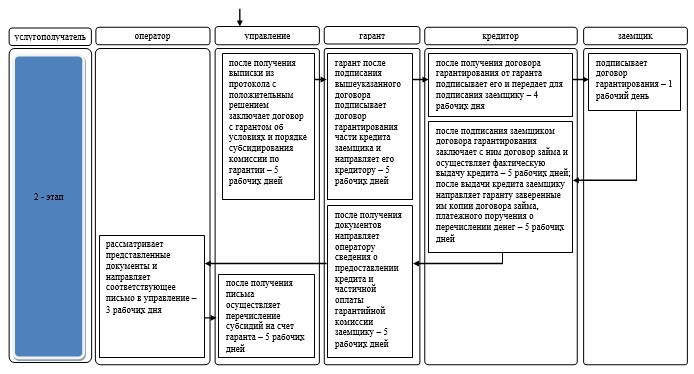 услугополучатель
оператор
управление
гарант
кредитор
заемщик
2 - этап
после получения
выписки из
протокола с
положительным
решением
заключает договор
с гарантом об
условиях и порядке
субсидирования
комиссии по
гарантии – 5
рабочих дней
гарант после
подписания
вышеуказанного
договора
подписывает
договор
гарантирования
части кредита
заемщика и
направляет его
кредитору – 5
рабочих дней
после получения договора
гарантирования от гаранта
подписывает его и передает для
подписания заемщику – 4
рабочих дня
подписывает
договор
гарантирования – 1
рабочий день
после подписания заемщиком
договора гарантирования
заключает с ним договор займа и
осуществляет фактическую
выдачу кредита – 5 рабочих дней;
после выдачи кредита заемщику
направляет гаранту заверенные
им копии договора займа,
платежного поручения о
перечислении денег – 5 рабочих
дней
после получения
документов
направляет
оператору
сведения о
предоставлении
кредита и
частичной
оплаты
гарантийной
комиссии
заемщику – 5
рабочих дней
рассматривает
представленные
документы и
направляет
соответствующее
письмо в управление –
3 рабочих дня
после получения
письма
осуществляет
перечисление
субсидий на счет
гаранта – 5 рабочих
дней